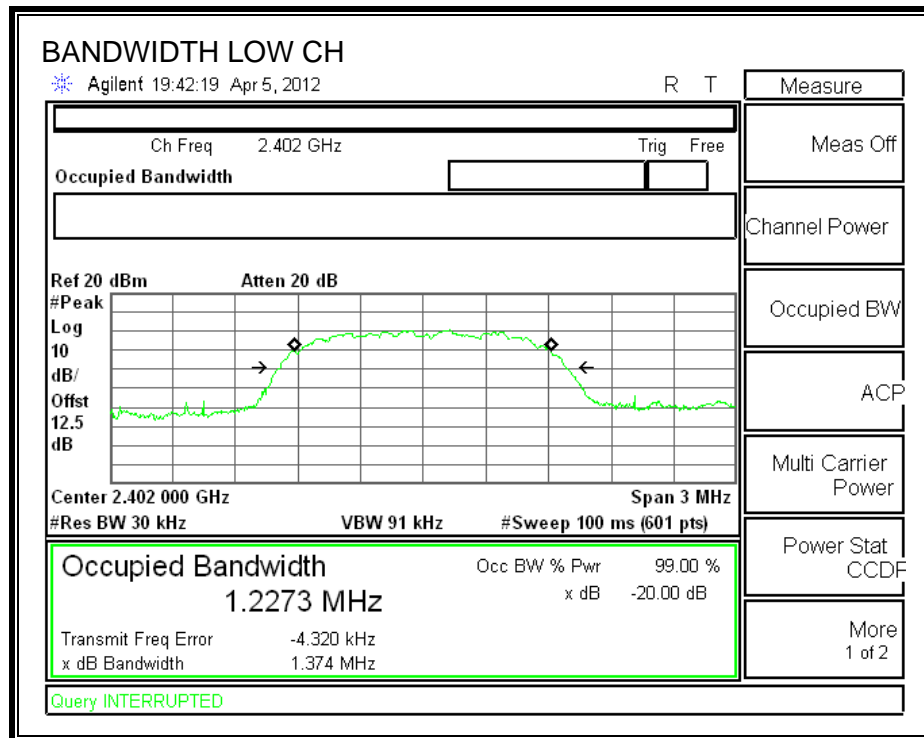 BANDWIDTH LOW CH
Agilent 19:42:19 Apr 5, 2012 R T
Measure
Ch Freq 2.402 GHz Trig Free
Meas Off
Occupied Bandwidth
Channel Power
Ref 20 dBm Atten 20 dB
#Peak
Log
10
dB/
Offst
12.5
dB
Occupied BW
ACP
Multi Carrier
Power
Center 2.402 000 GHz Span 3 MHz
#Res BW 30 kHz VBW 91 kHz #Sweep 100 ms (601 pts)
Occupied Bandwidth
1.2273 MHz
Occ BW % Pwr 99.00 %
x dB -20.00 dB
Transmit Freq Error -4.320 kHz
x dB Bandwidth 1.374 MHz
Power Stat
CCDF
More
1 of 2
Query INTERRUPTED